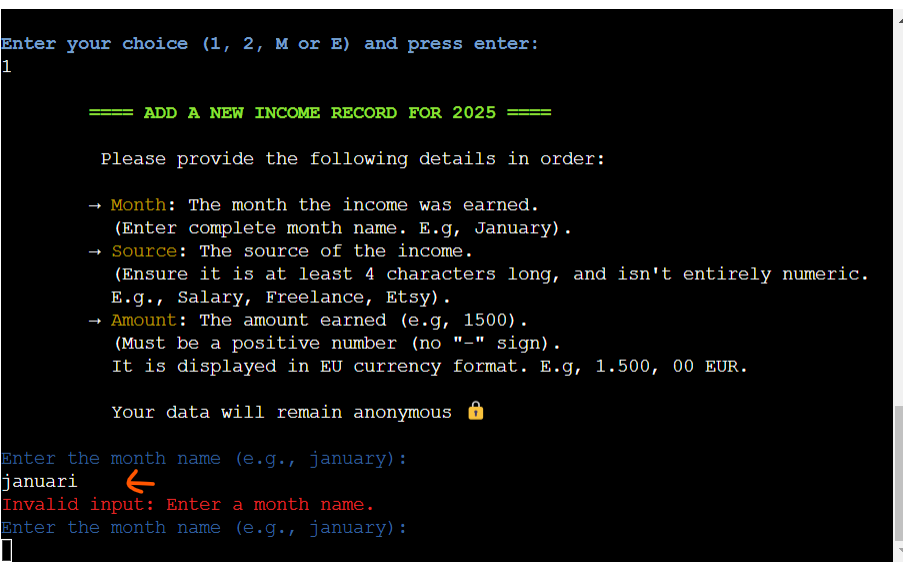 Enter your choice (1, 2, M or E) and press enter:
1
==== ADD A NEW INCOME RECORD FOR 2025 ====
Please provide the following details in order:
→ Month: The month the income was earned.
(Enter complete month name. E.g, January).
→ Source: The source of the income.
(Ensure it is at least 4 characters long, and isn't entirely numeric.
E.g., Salary, Freelance, Etsy).
→ Amount: The amount earned (e.g, 1500).
(Must be a positive number (no "-" sign).
It is displayed in EU currency format. E.g, 1.500, 00 EUR.
Your data will remain anonymous 🔒
Enter the month name (e.g., january):
januari
Invalid input: Enter a month name.
Enter the month name (e.g., january):